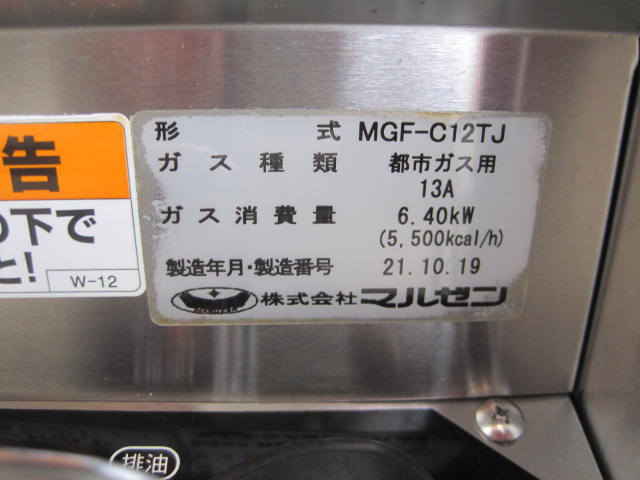 形式 MGF-C12TJ
ガス種類 都市ガス用
13A
ガス消費量 6.40kW
(5,500kcal/h)
製造年月・製造番号 21.10.19
株式会社 マルゼン
告
の下で
と!
W-12
排油